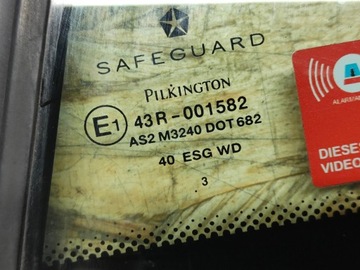 SAFEGUARD
PILKINGTON
E1 43R-001582
AS2 M3240 DOT 682
40 ESG WD
.3
DIESE
VIDEO